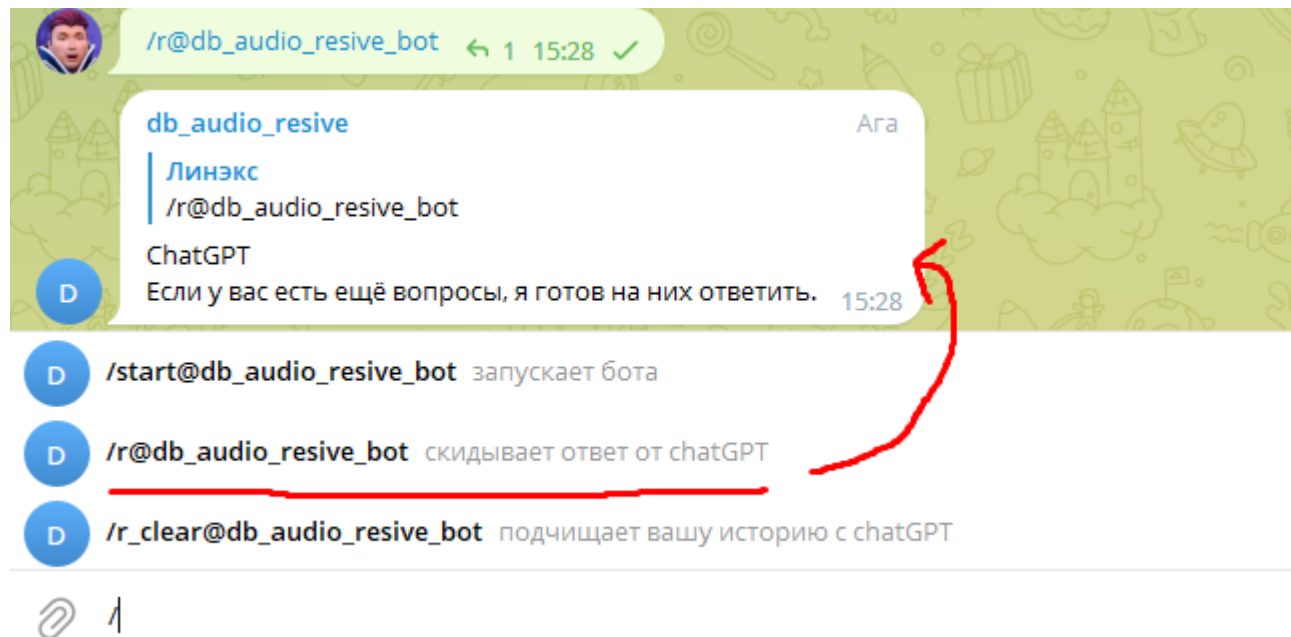 /r@db_audio_resive_bot 1 15:28
db_audio_resive Ага
Линэкс
/r@db_audio_resive_bot
ChatGPT
Если у вас есть ещё вопросы, я готов на них ответить. 15:28
D
D /start@db_audio_resive_bot запускает бота
D /r@db_audio_resive_bot скидывает ответ от chatGPT
D /r_clear@db_audio_resive_bot подчищает вашу историю с chatGPT
/